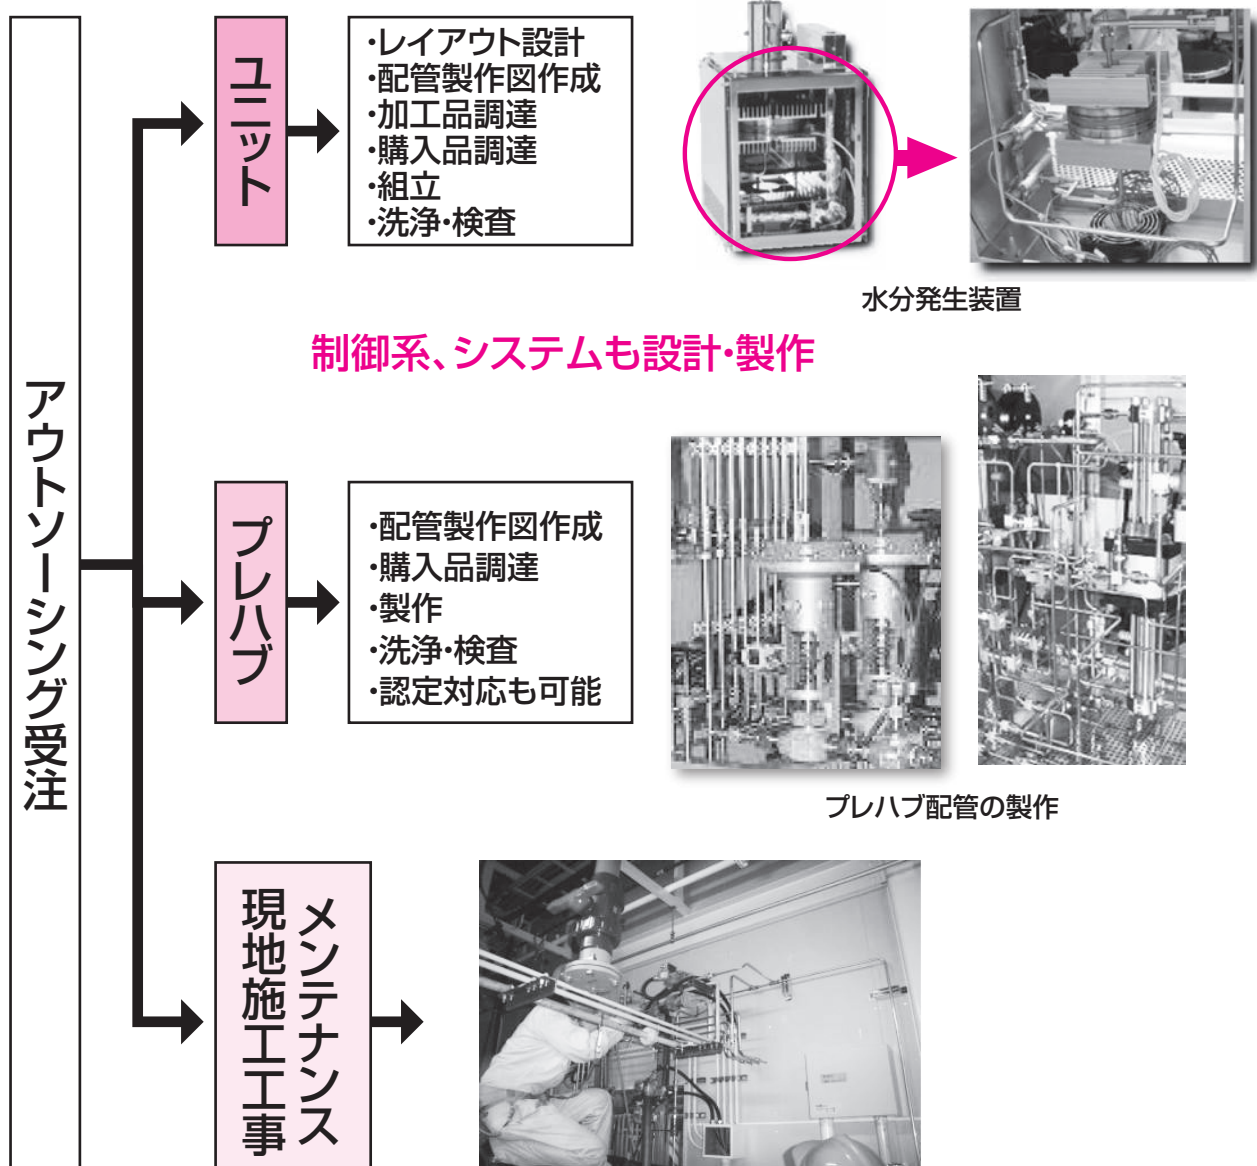 アウトソーシング受注
ユニット
・レイアウト設計
・配管製作図作成
・加工品調達
・購入品調達
・組立
・洗浄・検査
水分発生装置
制御系、システムも設計・製作
プレハブ
・配管製作図作成
・購入品調達
・製作
・洗浄・検査
・認定対応も可能
プレハブ配管の製作
メンテナンス
現地施工工事